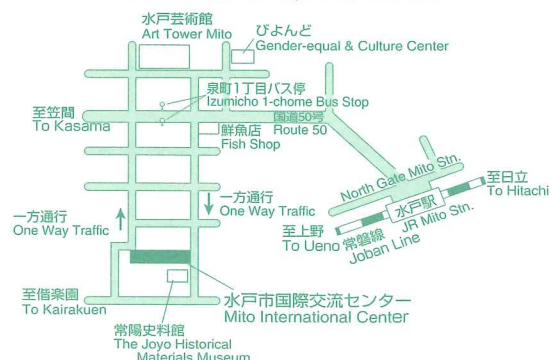 水戸芸術館
Art Tower Mito
びよんど
Gender-equal & Culture Center
泉町1丁目バス停
Izumicho 1-chome Bus Stop
至笠間
To Kasama
国道50号
Route 50
鮮魚店
Fish Shop
North Gate Mito Stn.
至日立
To Hitachi
水戸駅
JR Mito Stn.
至上野
To Ueno
常磐線
Joban Line
一方通行
One Way Traffic
一方通行
One Way Traffic
至偕楽園
To Kairakuen
水戸市国際交流センター
Mito International Center
常陽史料館
The Joyo Historical
Materials Museum